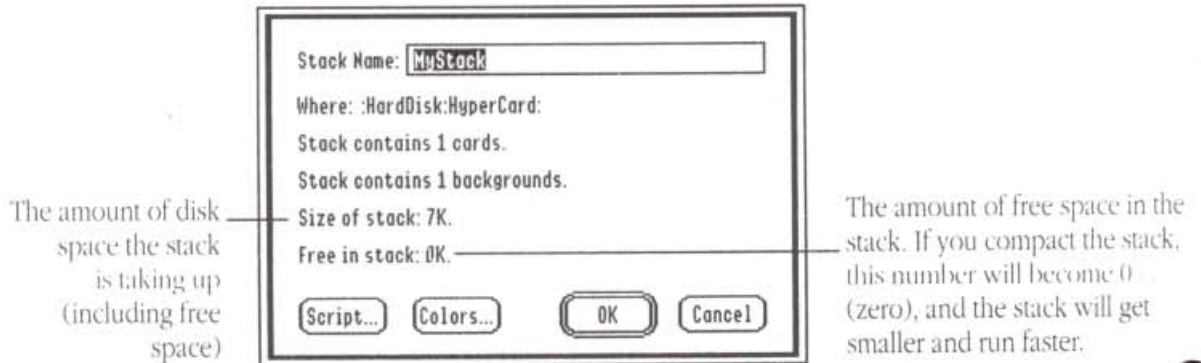 Stack Name: MyStack
Where: :HardDisk:HyperCard:
Stack contains 1 cards.
Stack contains 1 backgrounds.
Size of stack: 7K.
Free in stack: 0K.
Script...
Colors...
OK
Cancel
The amount of disk
space the stack
is taking up
(including free
space)
The amount of free space in the
stack. If you compact the stack,
this number will become 0
(zero), and the stack will get
smaller and run faster.